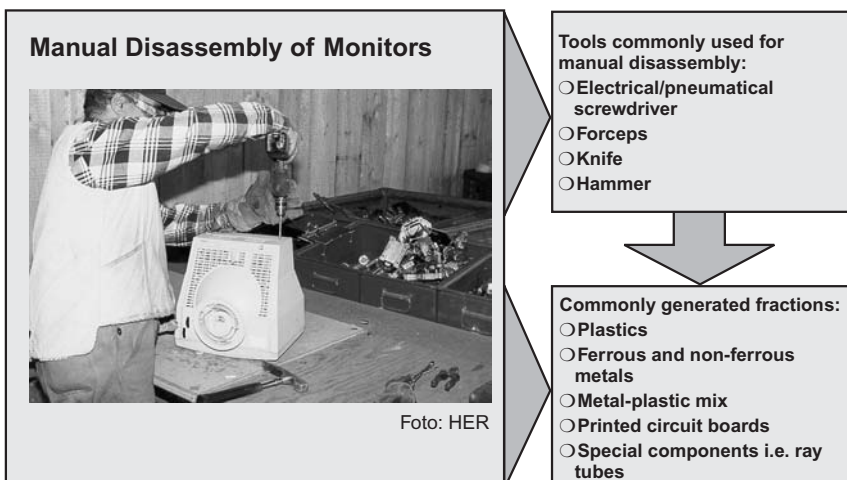 Manual Disassembly of Monitors
Foto: HER
Tools commonly used for
manual disassembly:
❍Electrical/pneumatical
screwdriver
❍Forceps
❍Knife
❍Hammer
Commonly generated fractions:
❍Plastics
❍Ferrous and non-ferrous
metals
❍Metal-plastic mix
❍Printed circuit boards
❍Special components i.e. ray
tubes